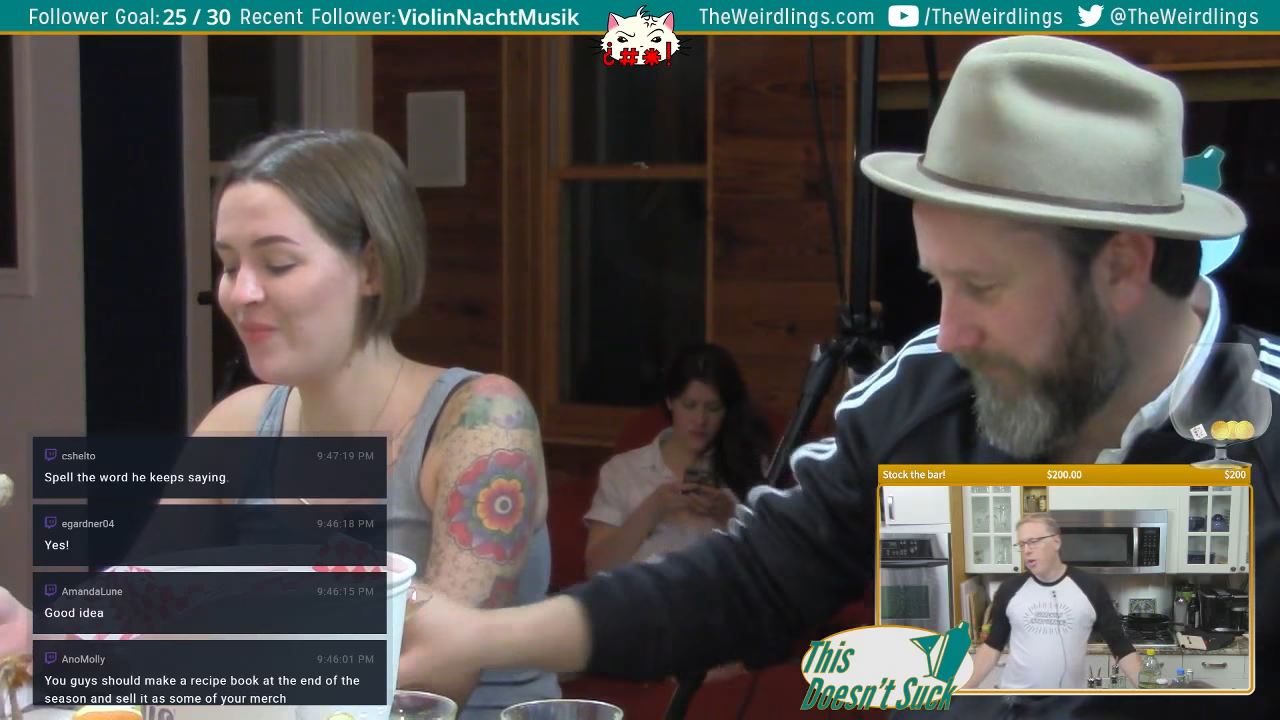 Follower Goal: 25 / 30 Recent Follower: ViolinNachtMusik
¿#*!
TheWeirdlings.com /TheWeirdlings @TheWeirdlings
cshelto 9:47:19 PM
Spell the word he keeps saying.
egardner04 9:46:18 PM
Yes!
AmandaLune 9:46:15 PM
Good idea
AnoMolly 9:46:01 PM
You guys should make a recipe book at the end of the
season and sell it as some of your merch
Stock the bar! $200.00 $200
This
Doesn't Suck